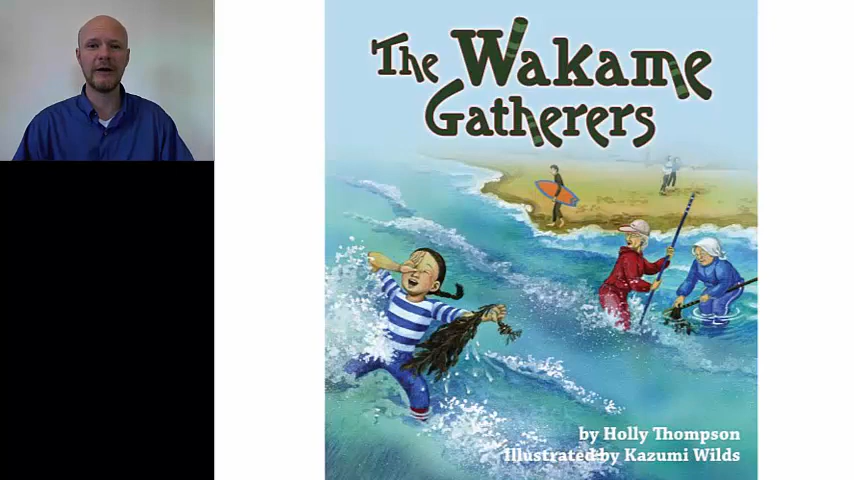 The Wakame
Gatherers
by Holly Thompson
Illustrated by Kazumi Wilds